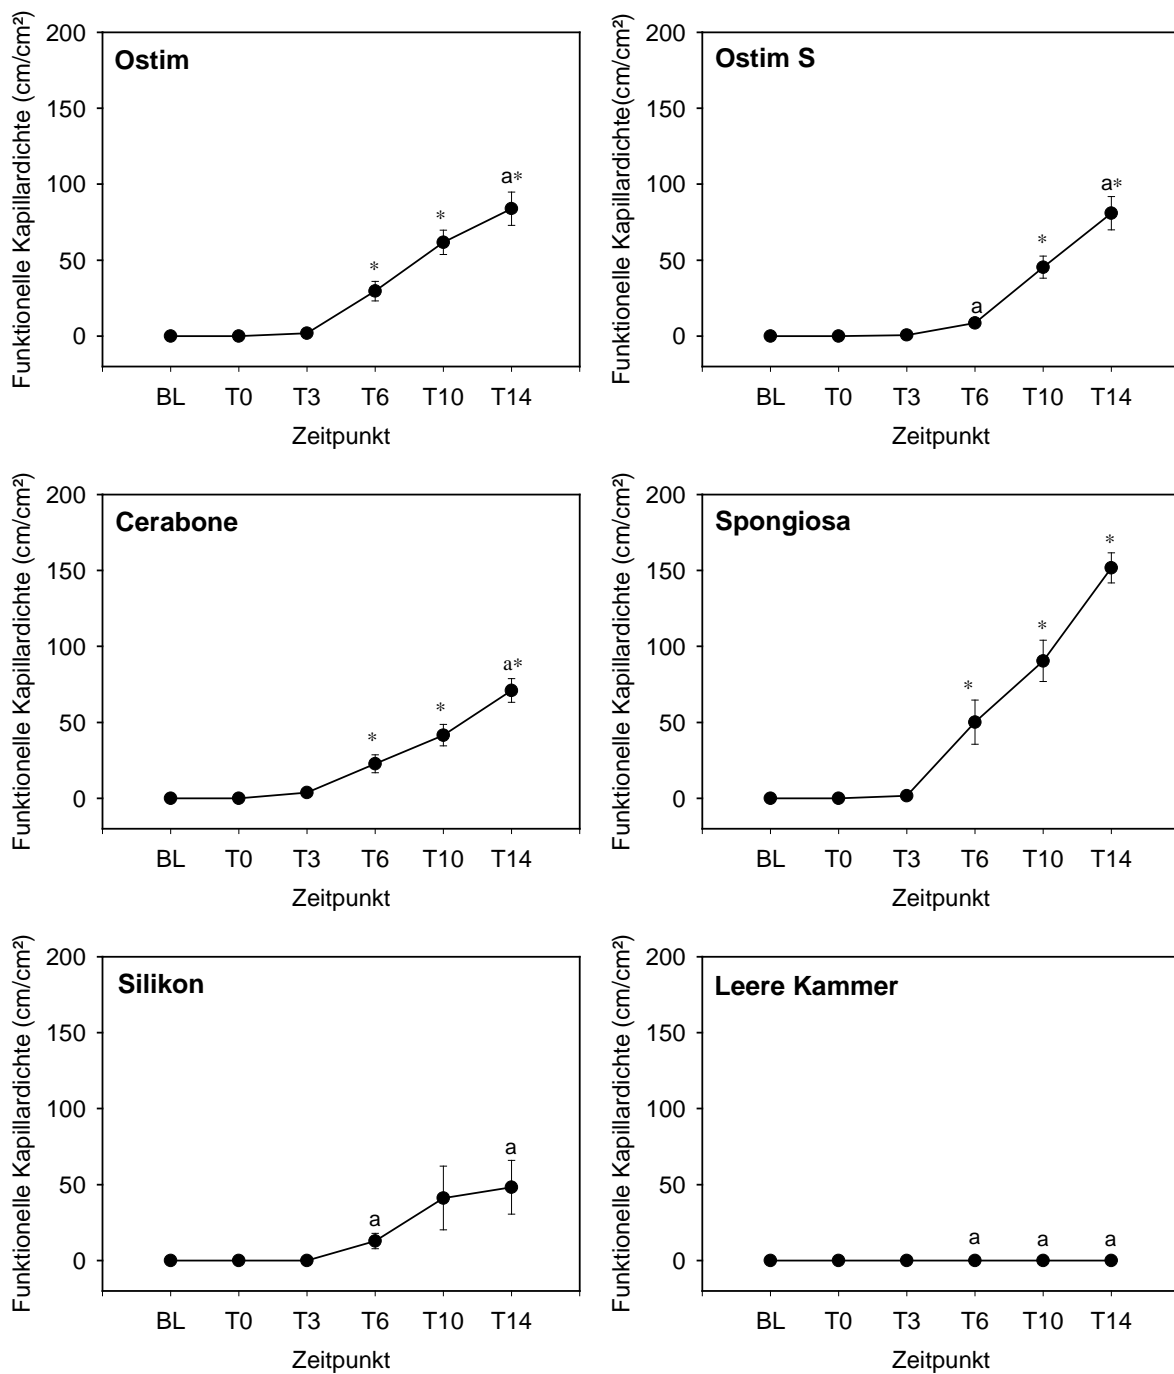 Funktionelle Kapillardichte (cm/cm²)
200
150
100
50
0
Ostim
*
*
a*
BL T0 T3 T6 T10 T14
Zeitpunkt
Funktionelle Kapillardichte(cm/cm²)
200
150
100
50
0
Ostim S
a
*
a*
BL T0 T3 T6 T10 T14
Zeitpunkt
Funktionelle Kapillardichte (cm/cm²)
200
150
100
50
0
Cerabone
*
*
a*
BL T0 T3 T6 T10 T14
Zeitpunkt
Funktionelle Kapillardichte (cm/cm²)
200
150
100
50
0
Spongiosa
*
*
*
BL T0 T3 T6 T10 T14
Zeitpunkt
Funktionelle Kapillardichte (cm/cm²)
200
150
100
50
0
Silikon
a
a
BL T0 T3 T6 T10 T14
Zeitpunkt
Funktionelle Kapillardichte (cm/cm²)
200
150
100
50
0
Leere Kammer
a a a
BL T0 T3 T6 T10 T14
Zeitpunkt